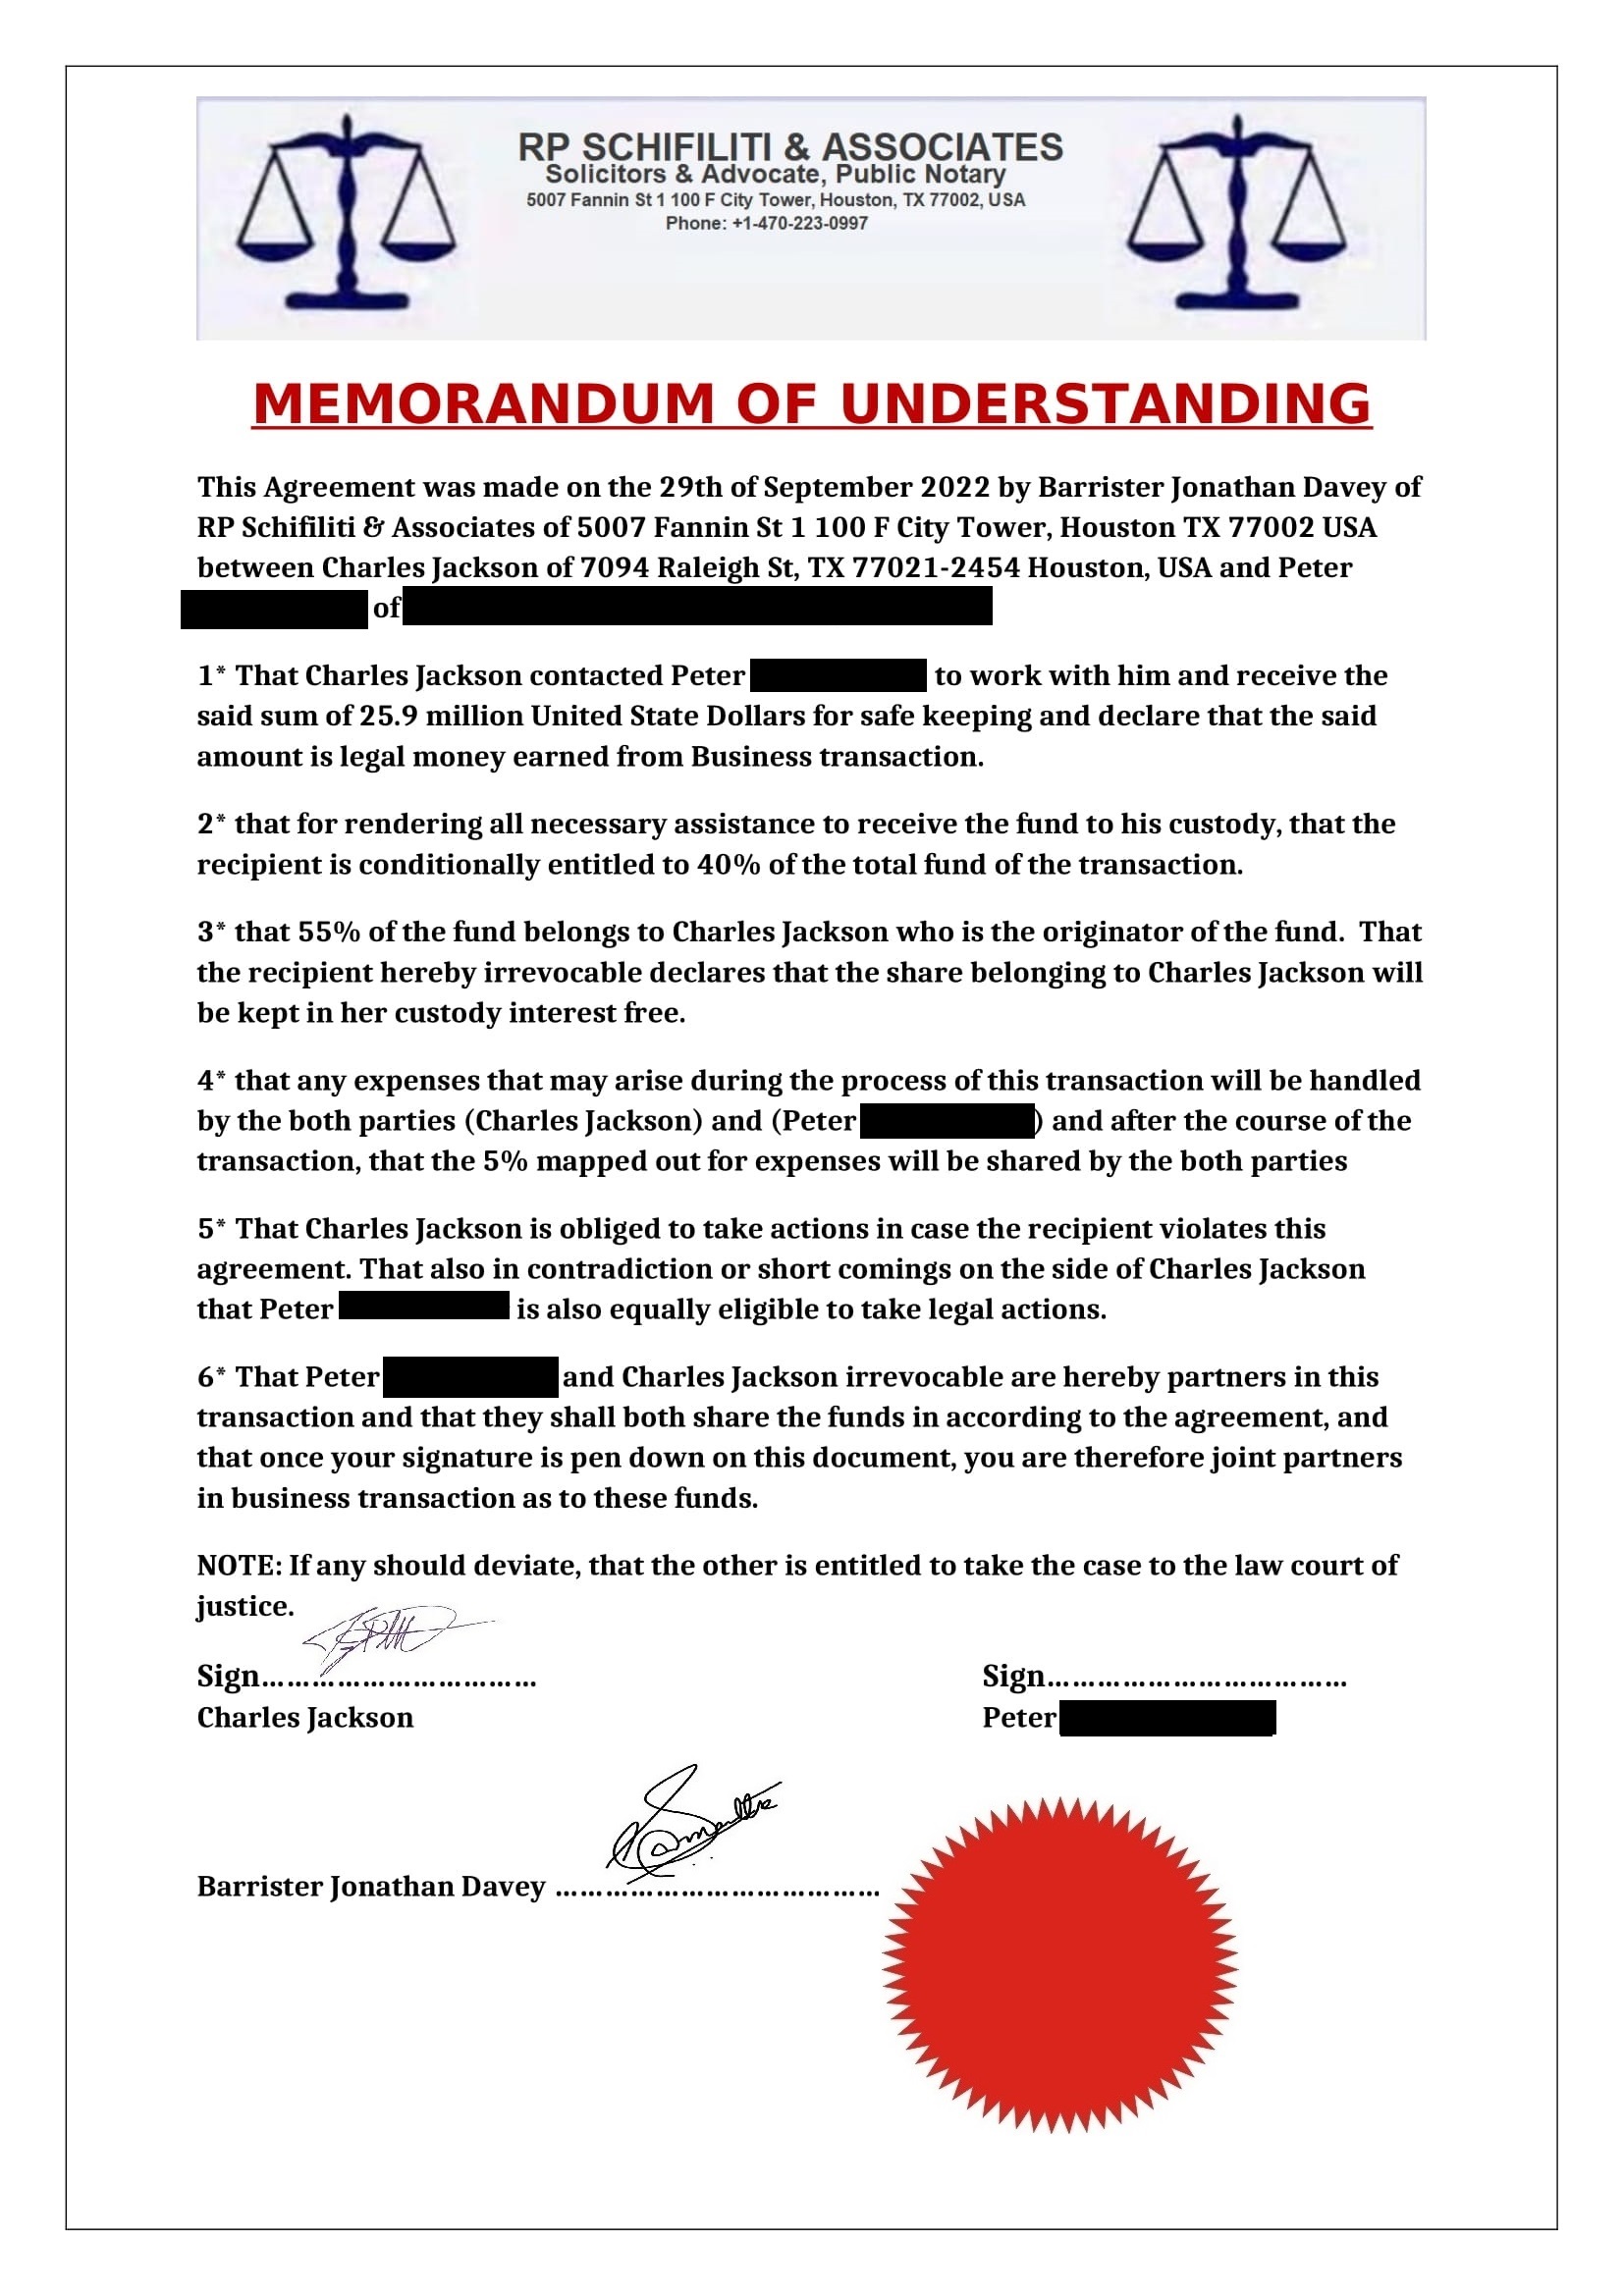 RP SCHIFILITI & ASSOCIATES
Solicitors & Advocate, Public Notary
5007 Fannin St 1 100 F City Tower, Houston, TX 77002, USA
Phone: +1-470-223-0997
MEMORANDUM OF UNDERSTANDING
This Agreement was made on the 29th of September 2022 by Barrister Jonathan Davey of
RP Schifiliti & Associates of 5007 Fannin St 1 100 F City Tower, Houston TX 77002 USA
between Charles Jackson of 7094 Raleigh St, TX 77021-2454 Houston, USA and Peter
of
1* That Charles Jackson contacted Peter to work with him and receive the
said sum of 25.9 million United State Dollars for safe keeping and declare that the said
amount is legal money earned from Business transaction.
2* that for rendering all necessary assistance to receive the fund to his custody, that the
recipient is conditionally entitled to 40% of the total fund of the transaction.
3* that 55% of the fund belongs to Charles Jackson who is the originator of the fund. That
the recipient hereby irrevocable declares that the share belonging to Charles Jackson will
be kept in her custody interest free.
4* that any expenses that may arise during the process of this transaction will be handled
by the both parties (Charles Jackson) and (Peter ) and after the course of the
transaction, that the 5% mapped out for expenses will be shared by the both parties
5* That Charles Jackson is obliged to take actions in case the recipient violates this
agreement. That also in contradiction or short comings on the side of Charles Jackson
that Peter is also equally eligible to take legal actions.
6* That Peter and Charles Jackson irrevocable are hereby partners in this
transaction and that they shall both share the funds in according to the agreement, and
that once your signature is pen down on this document, you are therefore joint partners
in business transaction as to these funds.
NOTE: If any should deviate, that the other is entitled to take the case to the law court of
justice.
Sign……………………………
Sign………………………………
Charles Jackson
Peter
Barrister Jonathan Davey …………………………………